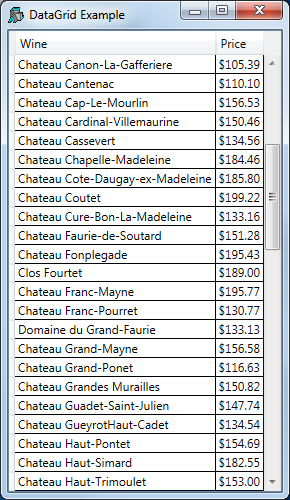 DataGrid Example
Wine Price
Chateau Canon-La-Gafferiere $105.39
Chateau Cantenac $110.10
Chateau Cap-Le-Mourlin $156.53
Chateau Cardinal-Villemaurine $150.46
Chateau Cassevert $134.56
Chateau Chapelle-Madeleine $184.46
Chateau Cote-Daugay-ex-Madeleine $185.80
Chateau Coutet $199.22
Chateau Cure-Bon-La-Madeleine $133.16
Chateau Faurie-de-Soutard $151.28
Chateau Fonplegade $195.43
Clos Fourtet $189.00
Chateau Franc-Mayne $195.77
Chateau Franc-Pourret $130.77
Domaine du Grand-Faurie $133.13
Chateau Grand-Mayne $156.58
Chateau Grand-Ponet $116.63
Chateau Grandes Murailles $150.82
Chateau Guadet-Saint-Julien $147.74
Chateau GueyrotHaut-Cadet $134.54
Chateau Haut-Pontet $154.69
Chateau Haut-Simard $182.55
Chateau Haut-Trimoulet $153.00